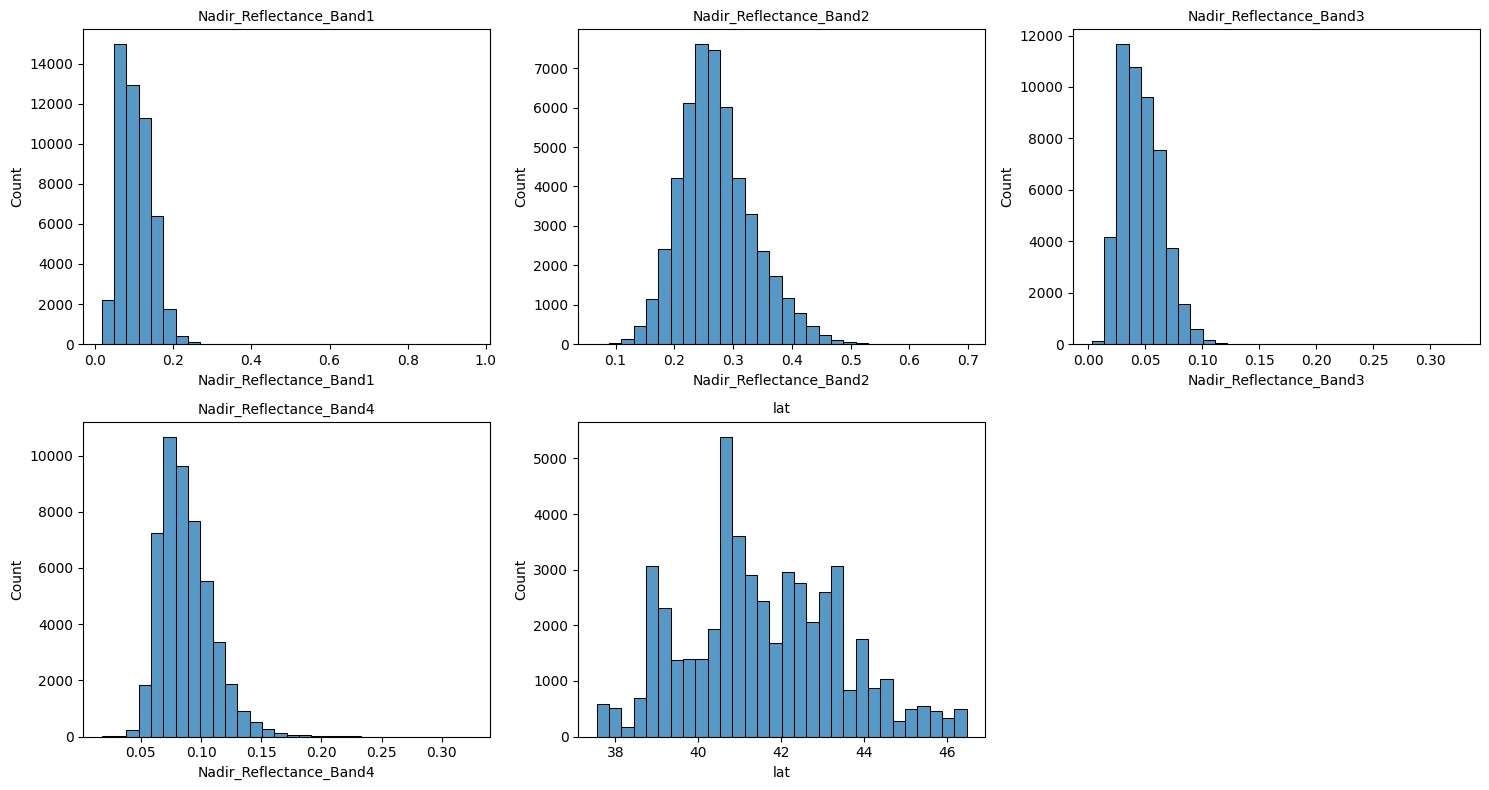 Nadir_Reflectance_Band1
Count
14000
12000
10000
8000
6000
4000
2000
0
0.0 0.2 0.4 0.6 0.8 1.0
Nadir_Reflectance_Band1
Nadir_Reflectance_Band2
Count
7000
6000
5000
4000
3000
2000
1000
0
0.1 0.2 0.3 0.4 0.5 0.6 0.7
Nadir_Reflectance_Band2
Nadir_Reflectance_Band3
Count
12000
10000
8000
6000
4000
2000
0
0.00 0.05 0.10 0.15 0.20 0.25 0.30
Nadir_Reflectance_Band3
Nadir_Reflectance_Band4
Count
10000
8000
6000
4000
2000
0
0.05 0.10 0.15 0.20 0.25 0.30
Nadir_Reflectance_Band4
lat
Count
5000
4000
3000
2000
1000
0
38 40 42 44 46
lat